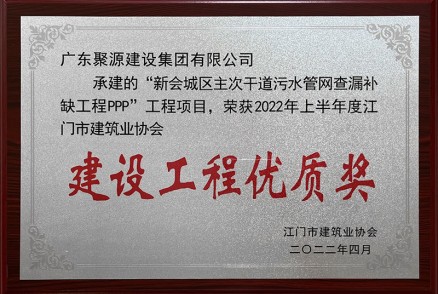 广东聚源建设集团有限公司
承建的“新会城区主次干道污水管网查漏补
缺工程PPP”工程项目，荣获2022年上半年度江
门市建筑业协会
建设工程优质奖
江门市建筑业协会
二〇二二年四月